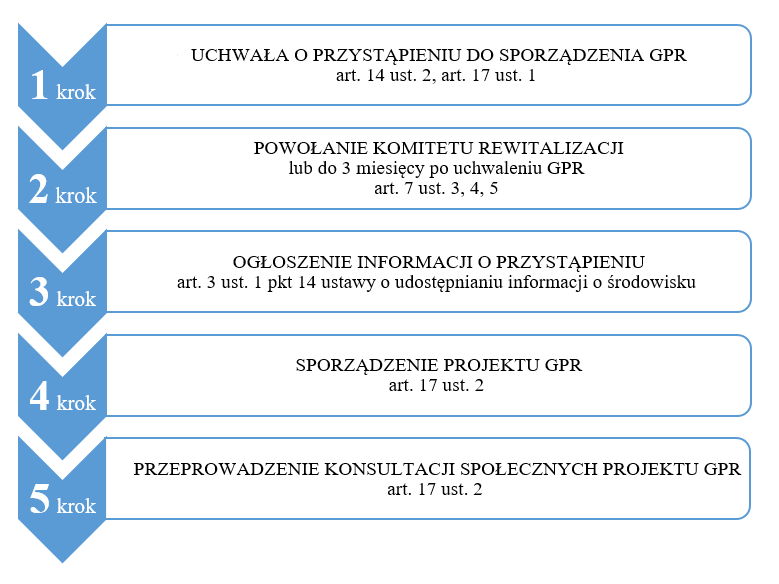 1 krok
UCHWAŁA O PRZYSTĄPIENIU DO SPORZĄDZENIA GPR
art. 14 ust. 2, art. 17 ust. 1
2 krok
POWOŁANIE KOMITETU REWITALIZACJI
lub do 3 miesięcy po uchwaleniu GPR
art. 7 ust. 3, 4, 5
3 krok
OGŁOSZENIE INFORMACJI O PRZYSTĄPIENIU
art. 3 ust. 1 pkt 14 ustawy o udostępnianiu informacji o środowisku
4 krok
SPORZĄDZENIE PROJEKTU GPR
art. 17 ust. 2
5 krok
PRZEPROWADZENIE KONSULTACJI SPOŁECZNYCH PROJEKTU GPR
art. 17 ust. 2